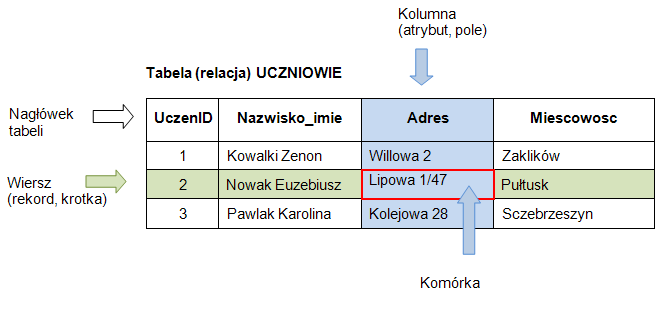 Kolumna
(atrybut, pole)
Tabela (relacja) UCZNIOWIE
Nagłówek
tabeli
UczenID Nazwisko_imie Adres Miescowosc
1 Kowalki Zenon Willowa 2 Zaklików
Wiersz
(rekord, krotka)
2 Nowak Euzebiusz Lipowa 1/47 Pułtusk
3 Pawlak Karolina Kolejowa 28 Sczebrzeszyn
Komórka